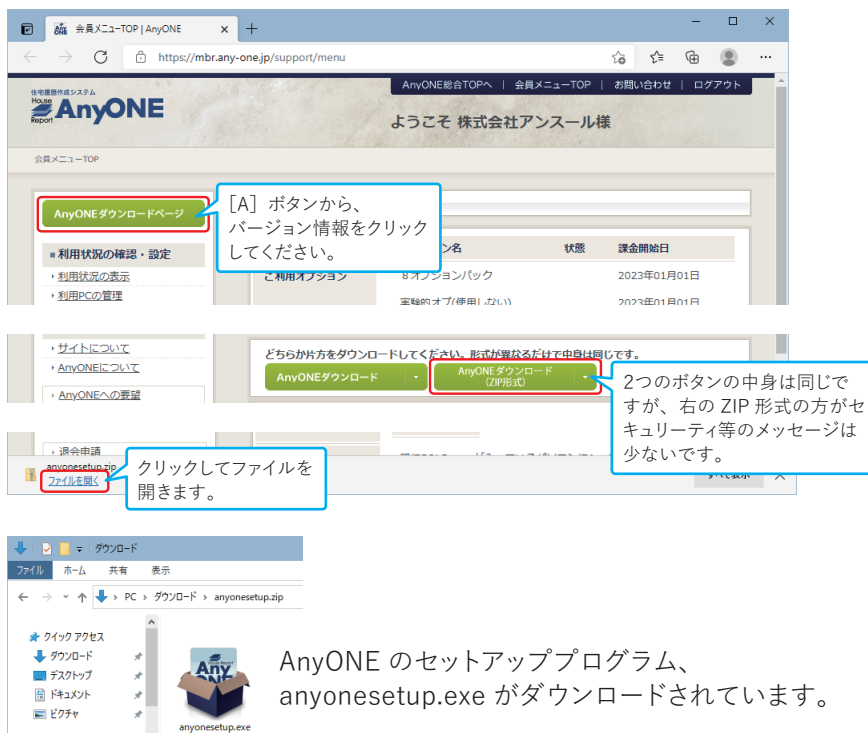 会員メニュー-TOP | AnyONE
https://mbr.any-one.jp/support/menu
AnyONE総合TOPへ | 会員メニューTOP | お問い合わせ | ログアウト
住宅履歴作成システム
House Report AnyONE
ようこそ 株式会社アンスール様
会員メニューTOP
AnyONEダウンロードページ
［A］ボタンから、
バージョン情報をクリック
してください。
■利用状況の確認・設定
ン名 状態 課金開始日
利用状況の表示
ご利用オプション 8オプションパック 2023年01月01日
利用PCの管理
実験的オプ(使用しない) 2023年01月01日
サイトについて
どちらか片方をダウンロードしてください。形式が異なるだけで中身は同じです。
AnyONEについて
AnyONEダウンロード
AnyONEダウンロード
(ZIP形式)
AnyONEへの要望
2つのボタンの中身は同じで
すが、右の ZIP 形式の方がセ
キュリーティ等のメッセージは
少ないです。
退会申請
anyonesetup.zip
ファイルを開く
クリックしてファイルを
開きます。
すべて表示
ダウンロード
ファイル ホーム 共有 表示
PC › ダウンロード › anyonesetup.zip
クイック アクセス
ダウンロード
デスクトップ
ドキュメント
ピクチャ
House Report
Any
ONE
anyonesetup.exe
AnyONE のセットアッププログラム、
anyonesetup.exe がダウンロードされています。